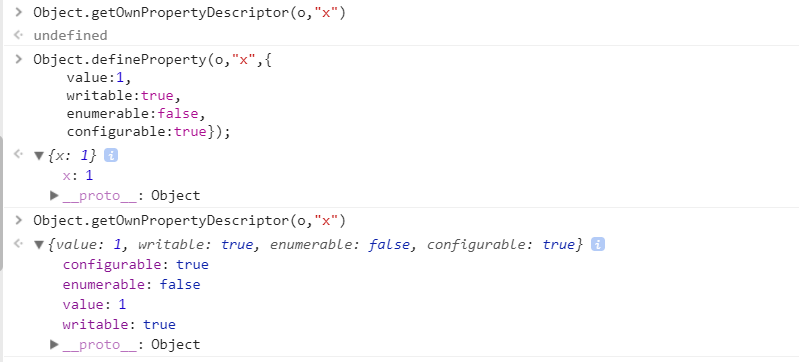 > Object.getOwnPropertyDescriptor(o,"x")
< undefined
> Object.defineProperty(o,"x",{
value:1,
writable:true,
enumerable:false,
configurable:true});
< ▼ {x: 1} i
x: 1
▶ __proto__: Object
> Object.getOwnPropertyDescriptor(o,"x")
< ▼ {value: 1, writable: true, enumerable: false, configurable: true} i
configurable: true
enumerable: false
value: 1
writable: true
▶ __proto__: Object